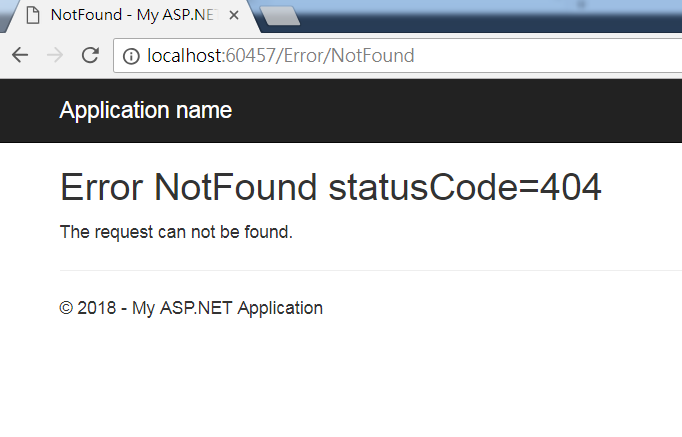 NotFound - My ASP.NE
localhost:60457/Error/NotFound
Application name
Error NotFound statusCode=404
The request can not be found.
© 2018 - My ASP.NET Application